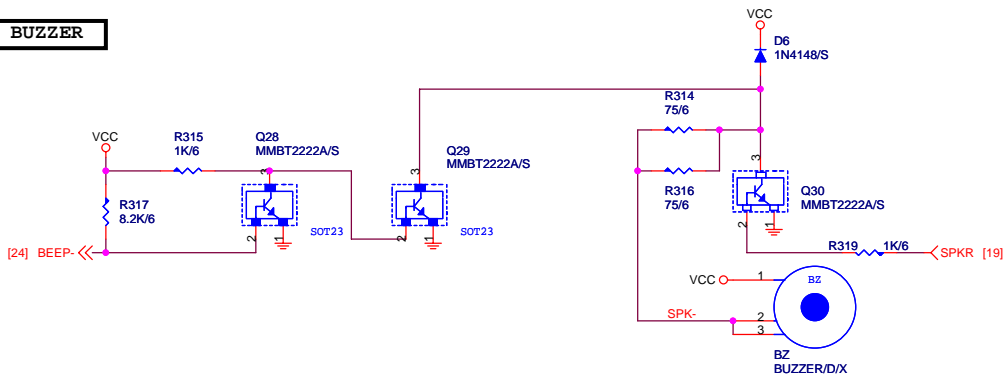 BUZZER
VCC
D6
1N4148/S
R314
75/6
VCC
R315
1K/6
Q28
MMBT2222A/S
Q29
MMBT2222A/S
3
3
3
R317
8.2K/6
R316
75/6
Q30
MMBT2222A/S
2
1
SOT23
2
1
SOT23
2
1
[24] BEEP-
R319
1K/6
SPKR [19]
VCC
1
BZ
SPK-
2
3
BZ
BUZZER/D/X